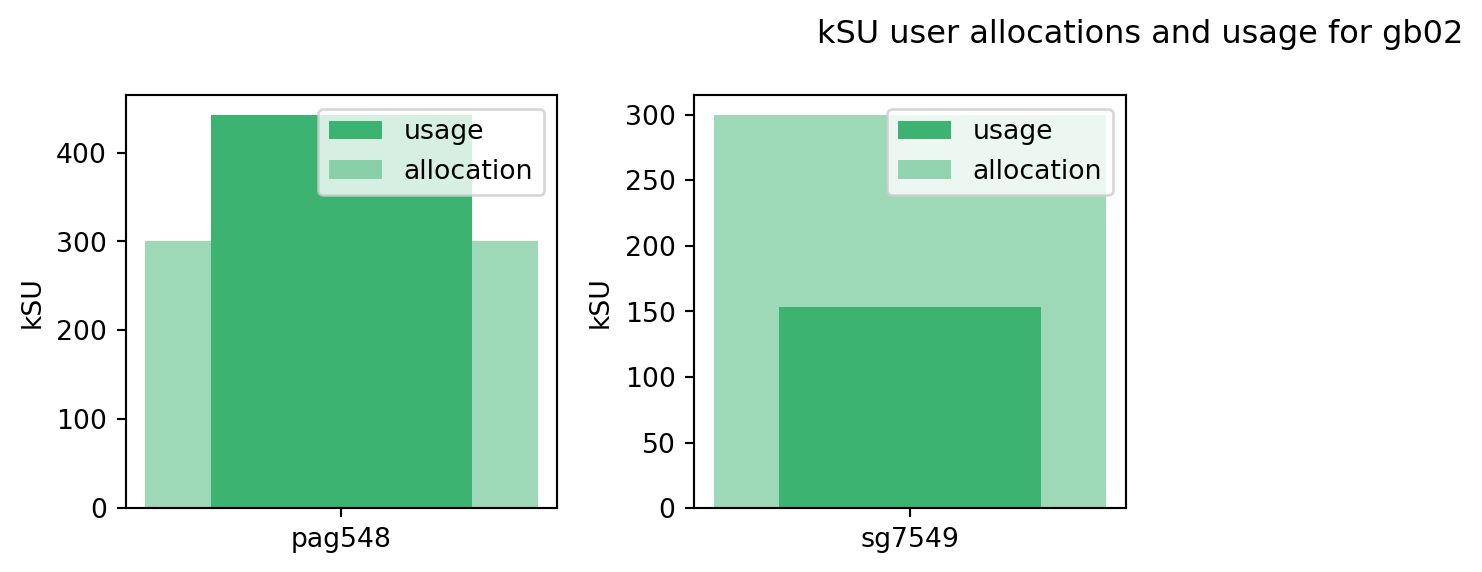 kSU user allocations and usage for gb02
usage
allocation
400
300
200
100
0
kSU
pag548
usage
allocation
300
250
200
150
100
50
0
kSU
sg7549